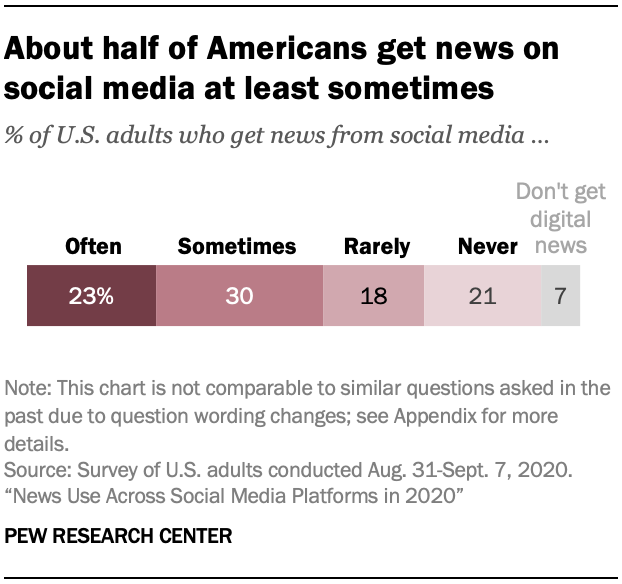 About half of Americans get news on
social media at least sometimes
% of U.S. adults who get news from social media ...
Don't get
digital
news
Often Sometimes Rarely Never
23% 30 18 21 7
Note: This chart is not comparable to similar questions asked in the
past due to question wording changes; see Appendix for more
details.
Source: Survey of U.S. adults conducted Aug. 31-Sept. 7, 2020.
“News Use Across Social Media Platforms in 2020”
PEW RESEARCH CENTER